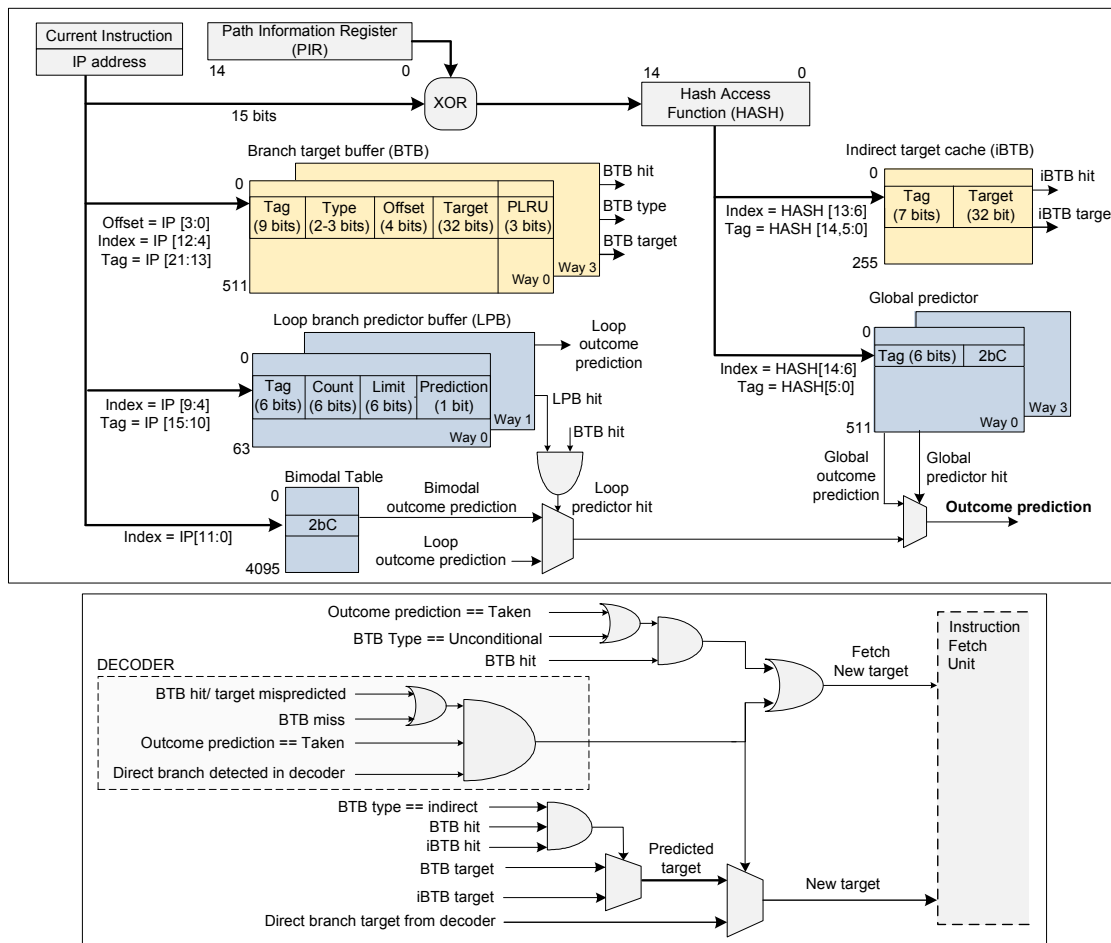 Current Instruction
IP address
Path Information Register
(PIR)
14
0
15 bits
XOR
14
0
Hash Access
Function (HASH)
Branch target buffer (BTB)
0
Tag
(9 bits)
Type
(2-3 bits)
Offset
(4 bits)
Target
(32 bits)
PLRU
(3 bits)
511
Way 0
Way 3
BTB hit
BTB type
BTB target
Offset = IP [3:0]
Index = IP [12:4]
Tag = IP [21:13]
Indirect target cache (iBTB)
0
Tag
(7 bits)
Target
(32 bit)
255
iBTB hit
iBTB target
Index = HASH [13:6]
Tag = HASH [14,5:0]
Loop branch predictor buffer (LPB)
0
Tag
(6 bits)
Count
(6 bits)
Limit
(6 bits)
Prediction
(1 bit)
63
Way 0
Way 1
Loop
outcome
prediction
LPB hit
BTB hit
Index = IP [9:4]
Tag = IP [15:10]
Global predictor
0
Tag (6 bits)
2bC
511
Way 0
Way 3
Index = HASH[14:6]
Tag = HASH[5:0]
Global
outcome
prediction
Global
predictor hit
Bimodal Table
0
2bC
4095
Index = IP[11:0]
Bimodal
outcome prediction
Loop
predictor hit
Loop
outcome prediction
Outcome prediction
Outcome prediction == Taken
BTB Type == Unconditional
BTB hit
DECODER
BTB hit/ target mispredicted
BTB miss
Outcome prediction == Taken
Direct branch detected in decoder
Fetch
New target
Instruction
Fetch
Unit
BTB type == indirect
BTB hit
iBTB hit
BTB target
iBTB target
Predicted
target
Direct branch target from decoder
New target